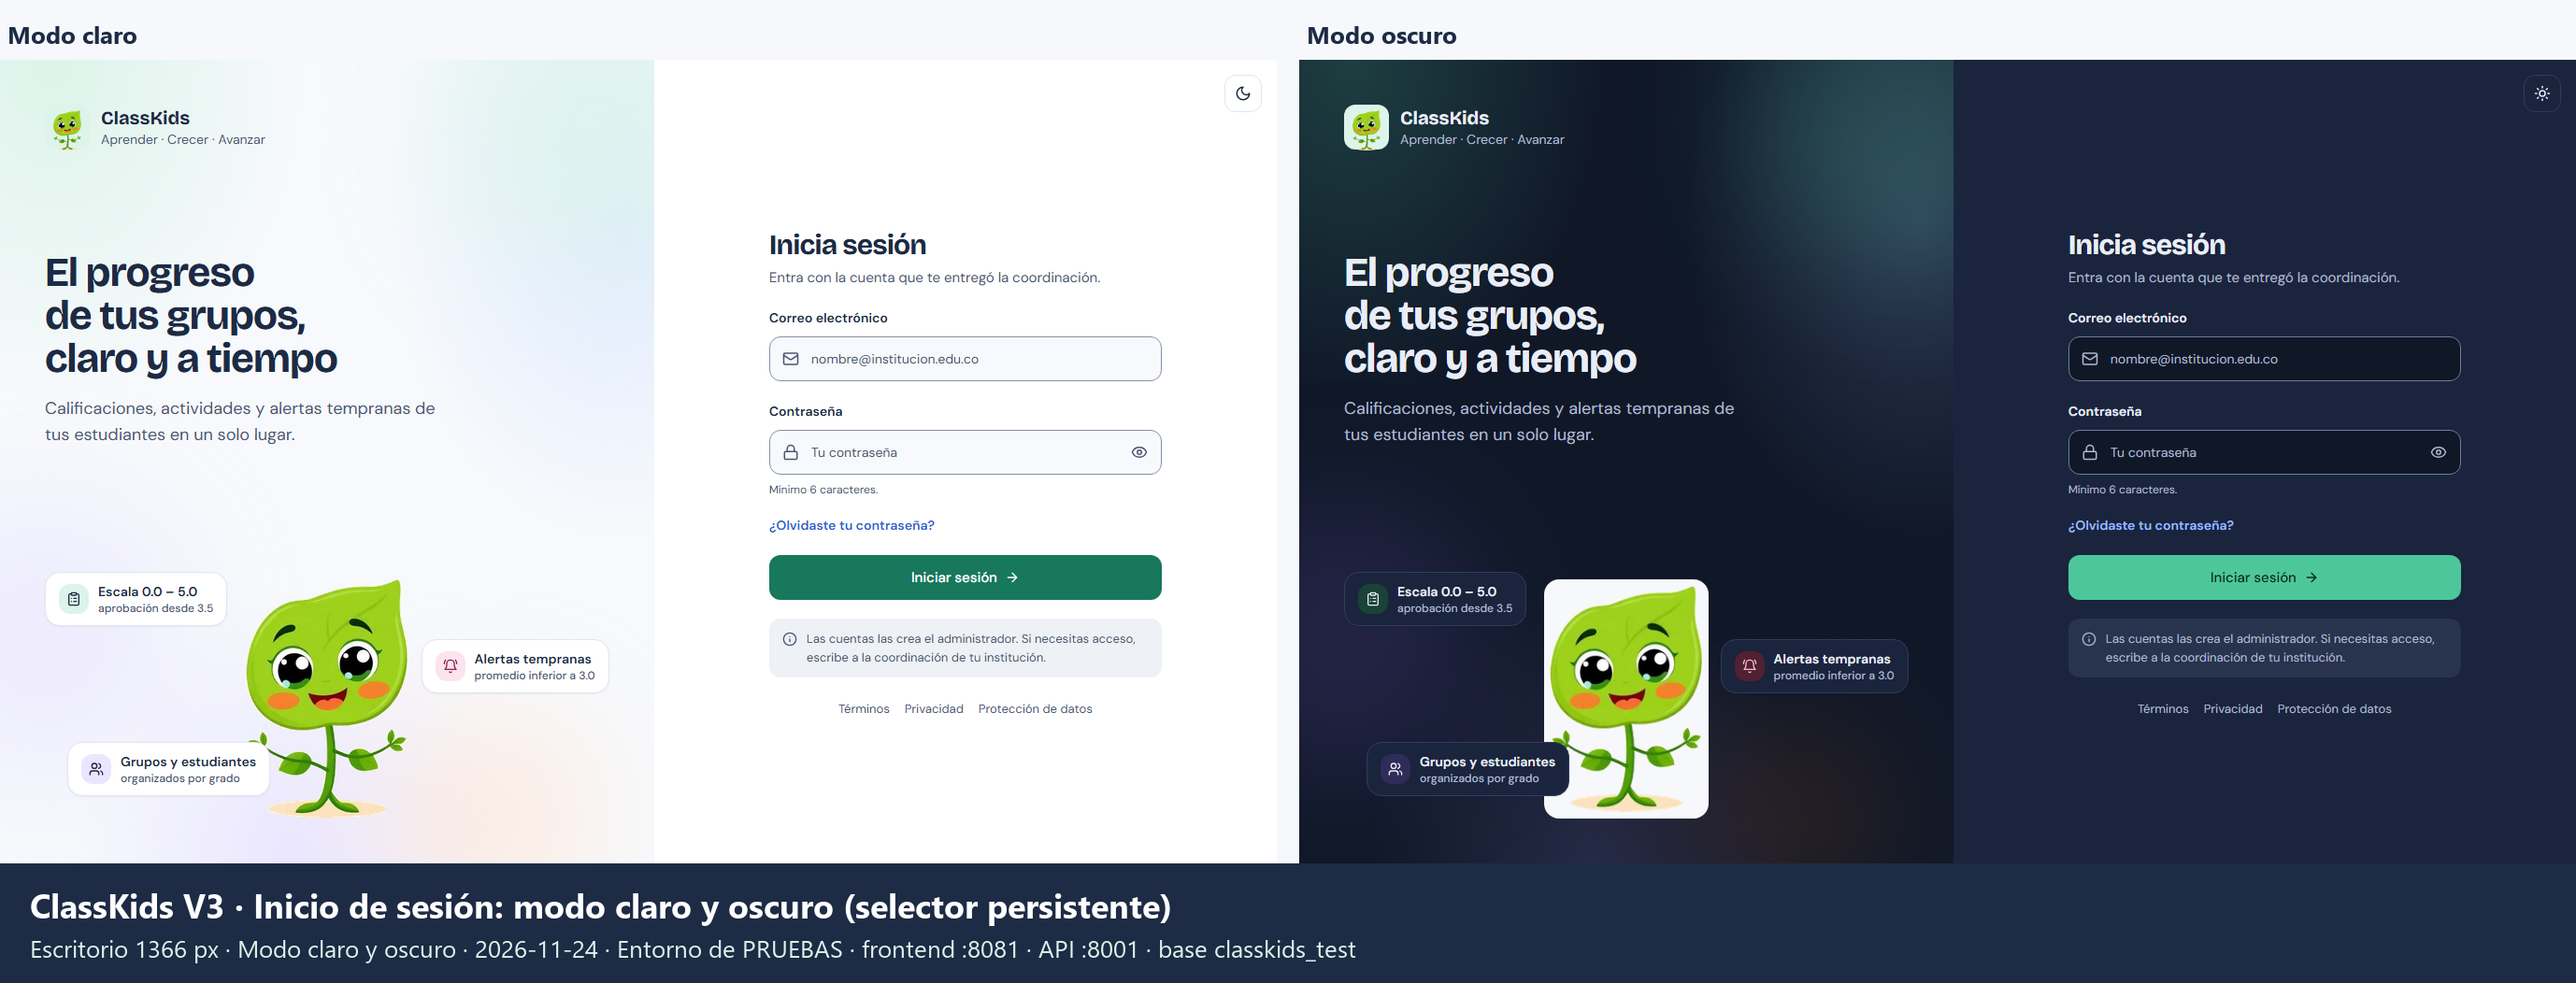 Modo claro
ClassKids
Aprender · Crecer · Avanzar
El progreso
de tus grupos,
claro y a tiempo
Calificaciones, actividades y alertas tempranas de
tus estudiantes en un solo lugar.
Escala 0.0 – 5.0
aprobación desde 3.5
Alertas tempranas
promedio inferior a 3.0
Grupos y estudiantes
organizados por grado
Inicia sesión
Entra con la cuenta que te entregó la coordinación.
Correo electrónico
nombre@institucion.edu.co
Contraseña
Tu contraseña
Mínimo 6 caracteres.
¿Olvidaste tu contraseña?
Iniciar sesión →
Las cuentas las crea el administrador. Si necesitas acceso,
escribe a la coordinación de tu institución.
Términos Privacidad Protección de datos
Modo oscuro
ClassKids
Aprender · Crecer · Avanzar
El progreso
de tus grupos,
claro y a tiempo
Calificaciones, actividades y alertas tempranas de
tus estudiantes en un solo lugar.
Escala 0.0 – 5.0
aprobación desde 3.5
Alertas tempranas
promedio inferior a 3.0
Grupos y estudiantes
organizados por grado
Inicia sesión
Entra con la cuenta que te entregó la coordinación.
Correo electrónico
nombre@institucion.edu.co
Contraseña
Tu contraseña
Mínimo 6 caracteres.
¿Olvidaste tu contraseña?
Iniciar sesión →
Las cuentas las crea el administrador. Si necesitas acceso,
escribe a la coordinación de tu institución.
Términos Privacidad Protección de datos
ClassKids V3 · Inicio de sesión: modo claro y oscuro (selector persistente)
Escritorio 1366 px · Modo claro y oscuro · 2026-11-24 · Entorno de PRUEBAS · frontend :8081 · API :8001 · base classkids_test